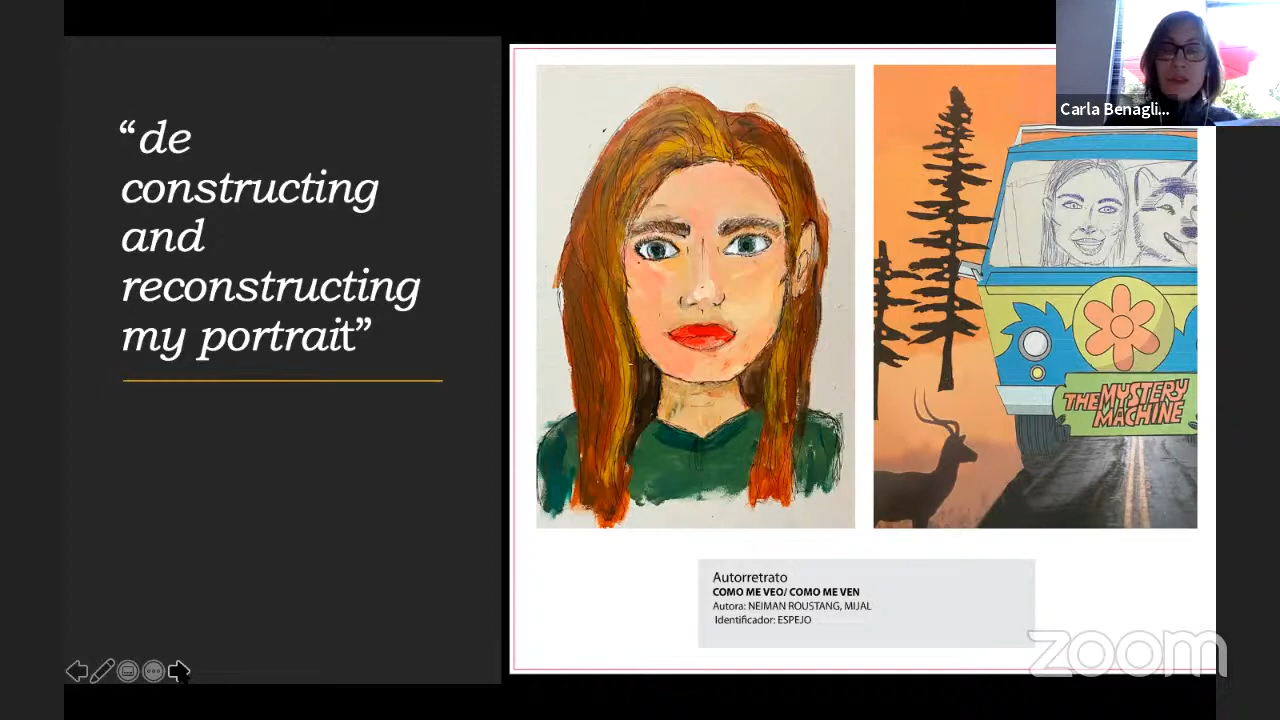 “de
constructing
and
reconstructing
my portrait”
Carla Benagli...
THE MYSTERY
MACHINE
Autorretrato
COMO ME VEO/ COMO ME VEN
Autora: NEIMAN ROUSTANG, MIJAL
Identificador: ESPEJO
zoom